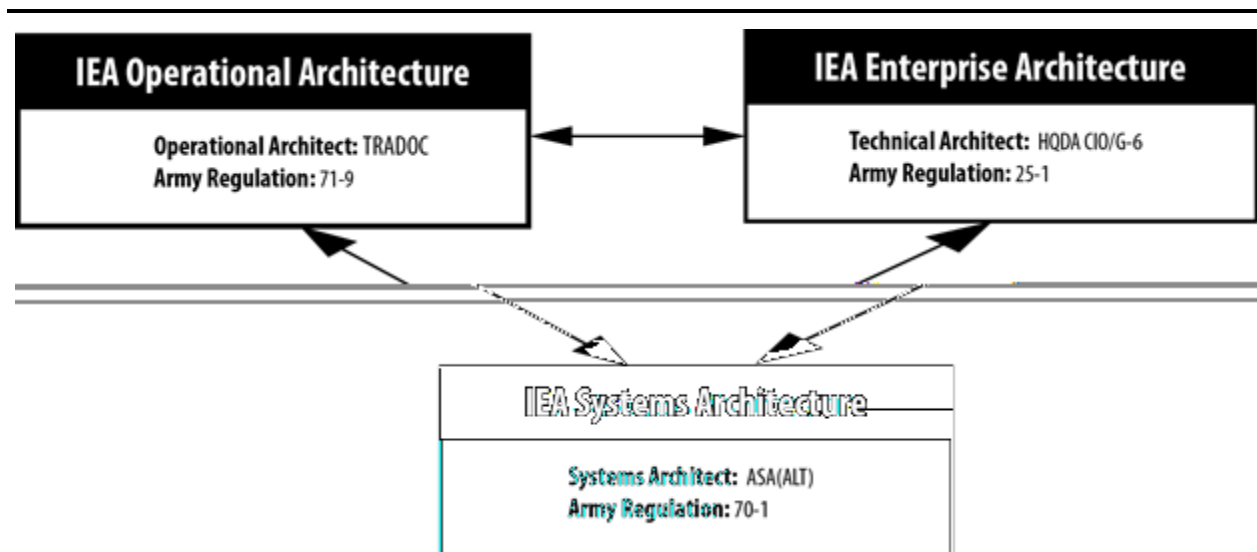 IEA Operational Architecture
Operational Architect: TRADOC
Army Regulation: 71-9
IEA Enterprise Architecture
Technical Architect: HQDA CIO/G-6
Army Regulation: 25-1
IEA Systems Architecture
Systems Architect: ASA(ALT)
Army Regulation: 70-1